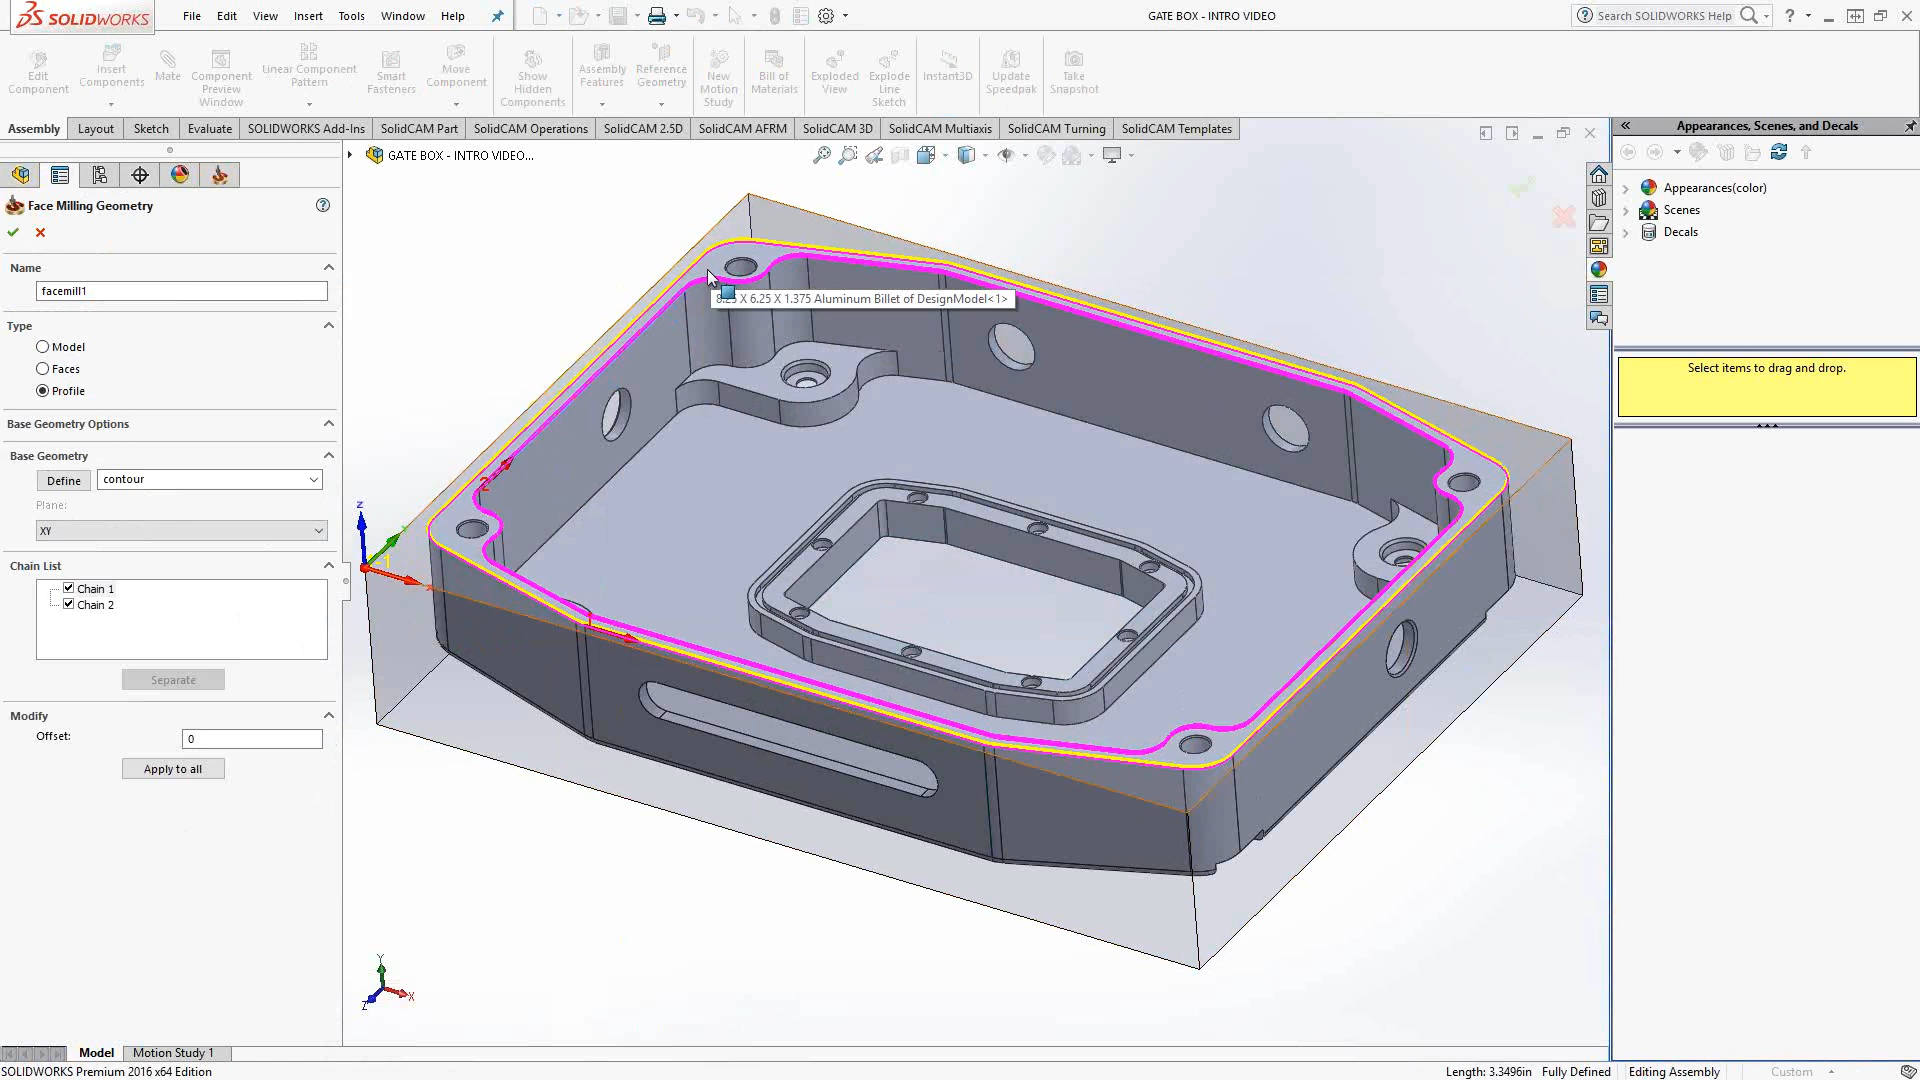 SOLIDWORKS
File Edit View Insert Tools Window Help
GATE BOX - INTRO VIDEO
Search SOLIDWORKS Help
Edit Component
Insert Components
Mate
Component Preview Window
Linear Component Pattern
Smart Fasteners
Move Component
Show Hidden Components
Assembly Features
Reference Geometry
New Motion Study
Bill of Materials
Exploded View
Explode Line Sketch
Instant3D
Update Speedpak
Take Snapshot
Assembly Layout Sketch Evaluate SOLIDWORKS Add-Ins SolidCAM Part SolidCAM Operations SolidCAM 2.5D SolidCAM AFRM SolidCAM 3D SolidCAM Multiaxis SolidCAM Turning SolidCAM Templates
Appearances, Scenes, and Decals
GATE BOX - INTRO VIDEO...
Face Milling Geometry
Name
facemill1
Type
Model
Faces
Profile
Base Geometry Options
Base Geometry
Define contour
Plane:
XY
Chain List
Chain 1
Chain 2
Separate
Modify
Offset: 0
Apply to all
8.25 X 6.25 X 1.375 Aluminum Billet of DesignModel<1>
2
1
Z
1
X
Y
X
Z
Appearances(color)
Scenes
Decals
Select items to drag and drop.
Model Motion Study 1
SOLIDWORKS Premium 2016 x64 Edition
Length: 3.3496in Fully Defined Editing Assembly Custom